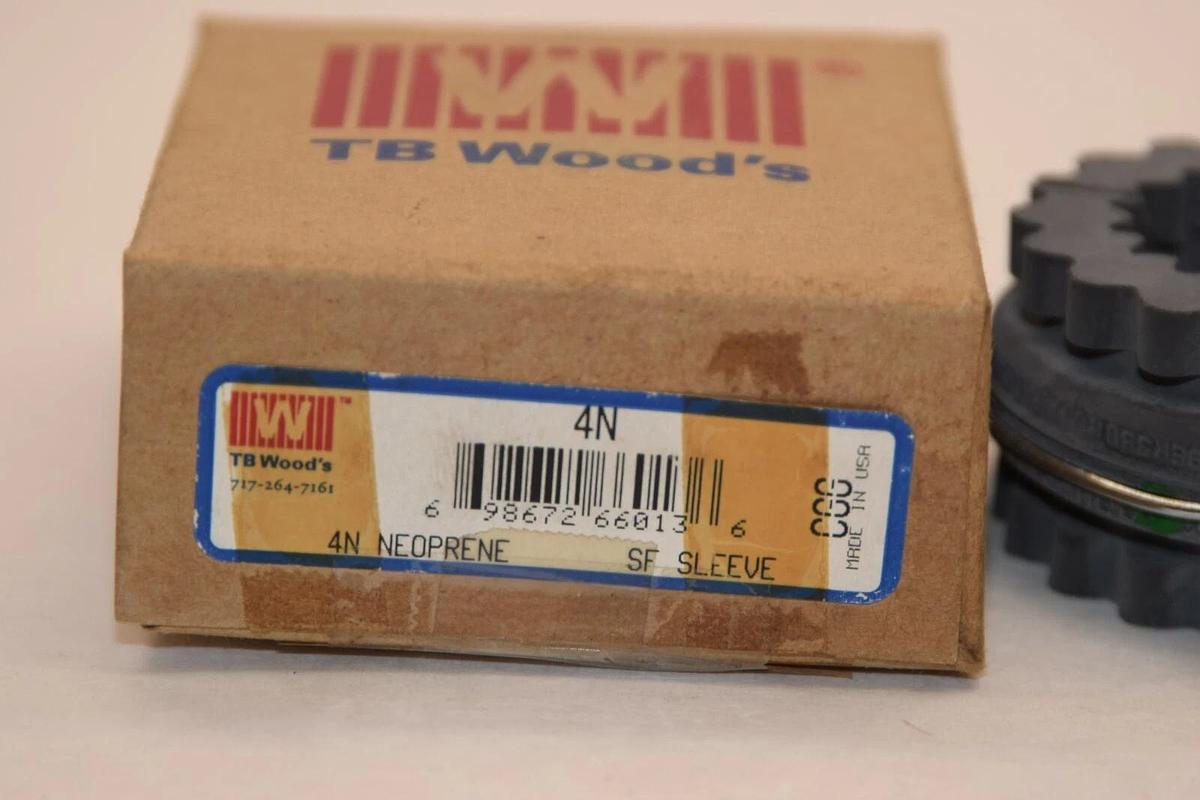 TB Wood's
TB Wood's
717-264-7161
4N
6 98672 66013 6
4N NEOPRENE SF SLEEVE
CCC
MADE IN USA